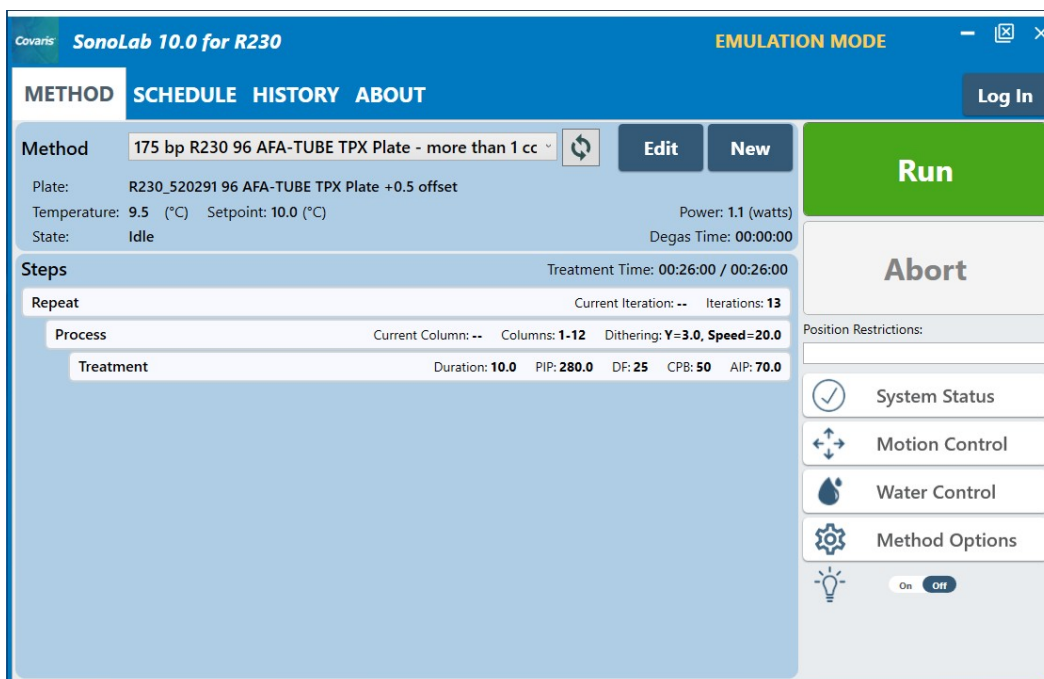 Covaris SonoLab 10.0 for R230 EMULATION MODE
METHOD SCHEDULE HISTORY ABOUT Log In
Method 175 bp R230 96 AFA-TUBE TPX Plate - more than 1 cc Edit New
Plate: R230_520291 96 AFA-TUBE TPX Plate +0.5 offset
Temperature: 9.5 (°C) Setpoint: 10.0 (°C) Power: 1.1 (watts)
State: Idle Degas Time: 00:00:00
Steps Treatment Time: 00:26:00 / 00:26:00
Repeat Current Iteration: -- Iterations: 13
Process Current Column: -- Columns: 1-12 Dithering: Y=3.0, Speed=20.0
Treatment Duration: 10.0 PIP: 280.0 DF: 25 CPB: 50 AIP: 70.0
Run
Abort
Position Restrictions:
System Status
Motion Control
Water Control
Method Options
On Off